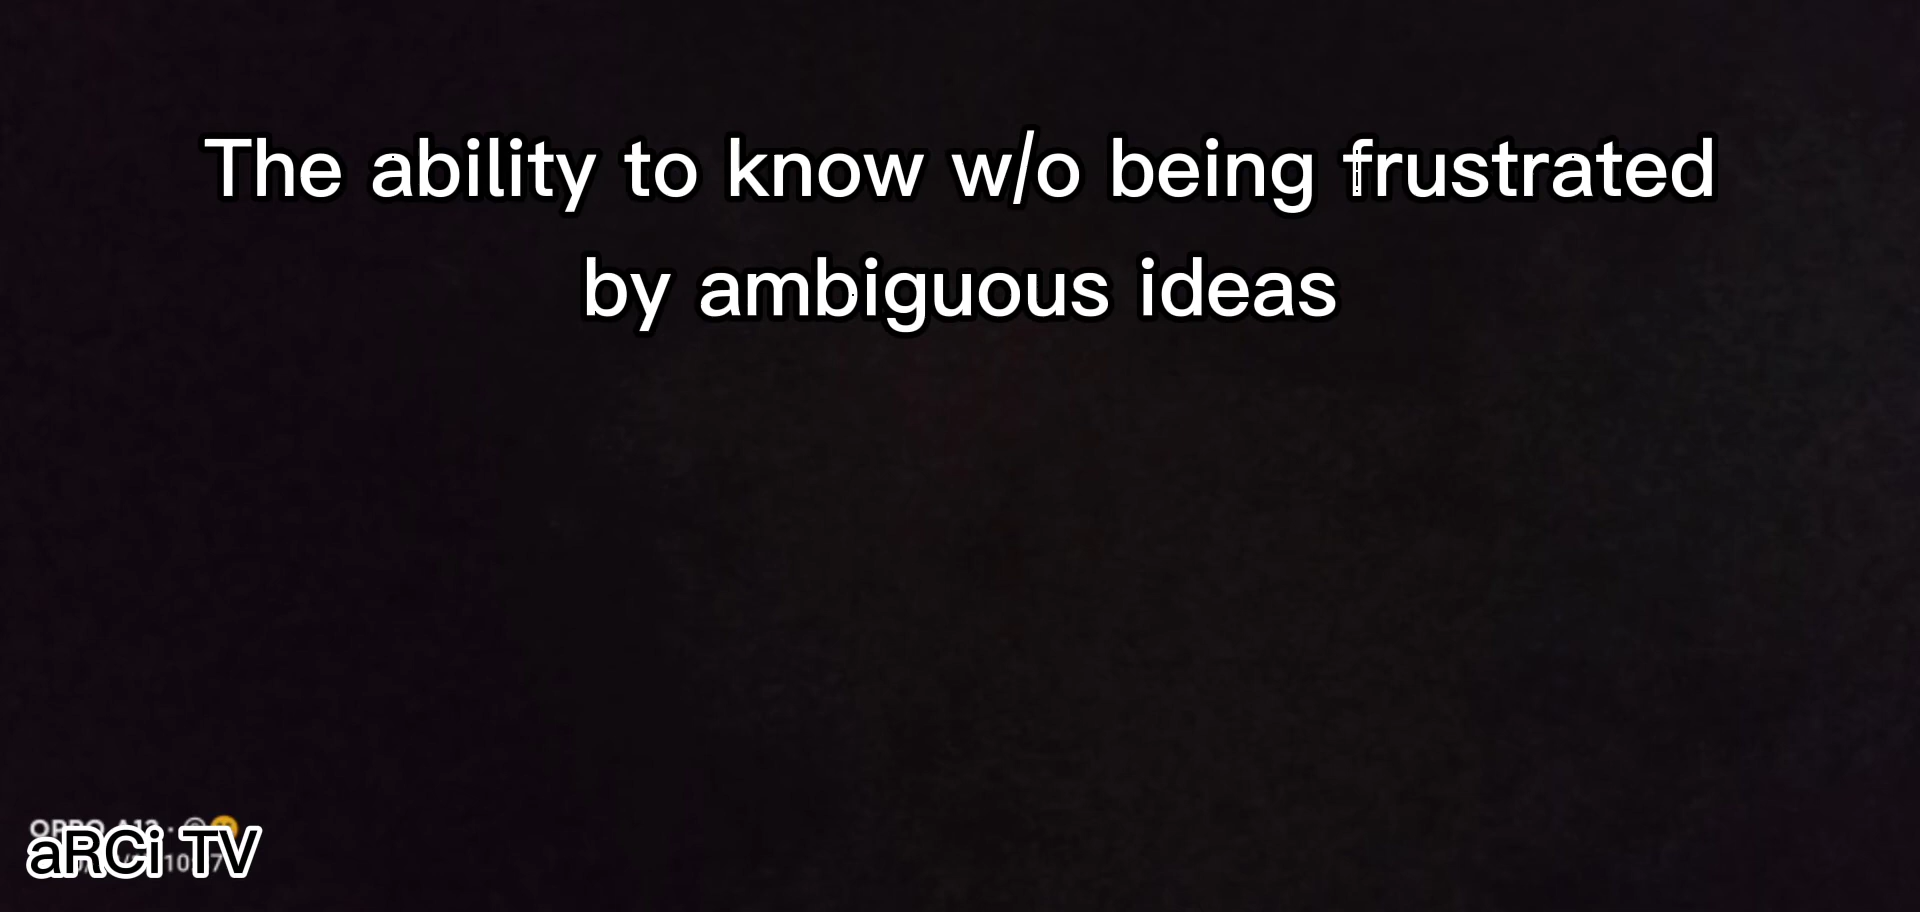 The ability to know w/o being frustrated
by ambiguous ideas
aRCi TV